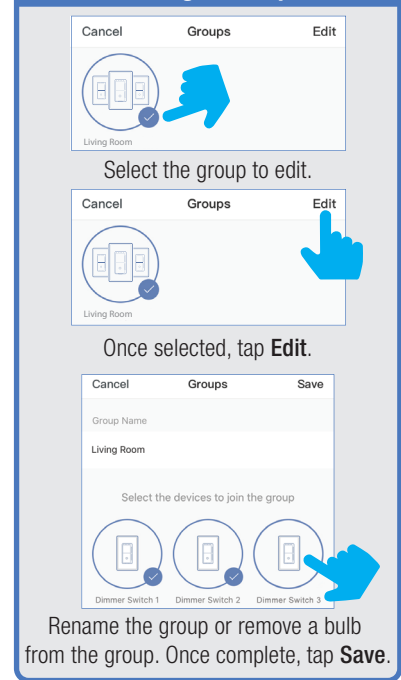 Cancel Groups Edit
Living Room
Select the group to edit.
Cancel Groups Edit
Living Room
Once selected, tap Edit.
Cancel Groups Save
Group Name
Living Room
Select the devices to join the group
Dimmer Switch 1 Dimmer Switch 2 Dimmer Switch 3
Rename the group or remove a bulb
from the group. Once complete, tap Save.